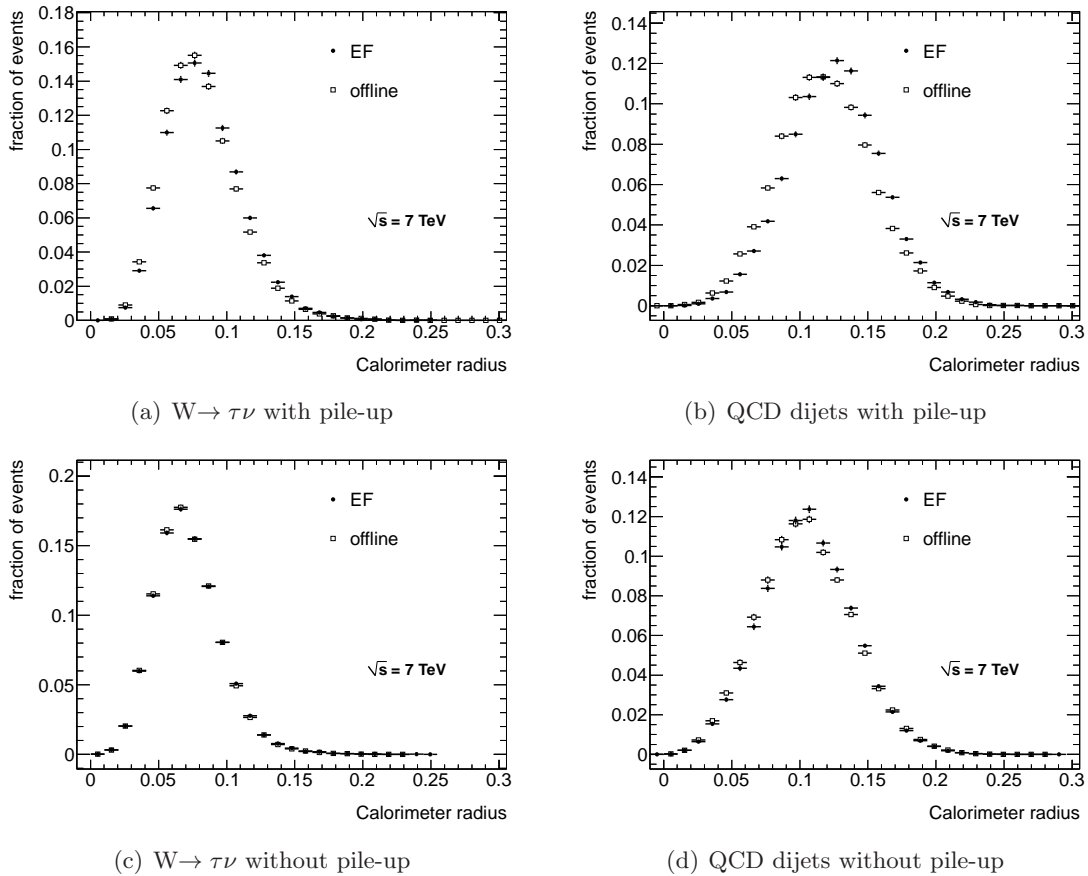 fraction of events
0.18
0.16
0.14
0.12
0.1
0.08
0.06
0.04
0.02
0
EF
offline
√s = 7 TeV
0 0.05 0.1 0.15 0.2 0.25 0.3
Calorimeter radius
(a) W→ τν with pile-up
fraction of events
0.14
0.12
0.1
0.08
0.06
0.04
0.02
0
EF
offline
√s = 7 TeV
0 0.05 0.1 0.15 0.2 0.25 0.3
Calorimeter radius
(b) QCD dijets with pile-up
fraction of events
0.2
0.15
0.1
0.05
0
EF
offline
√s = 7 TeV
0 0.05 0.1 0.15 0.2 0.25 0.3
Calorimeter radius
(c) W→ τν without pile-up
fraction of events
0.14
0.12
0.1
0.08
0.06
0.04
0.02
0
EF
offline
√s = 7 TeV
0 0.05 0.1 0.15 0.2 0.25 0.3
Calorimeter radius
(d) QCD dijets without pile-up